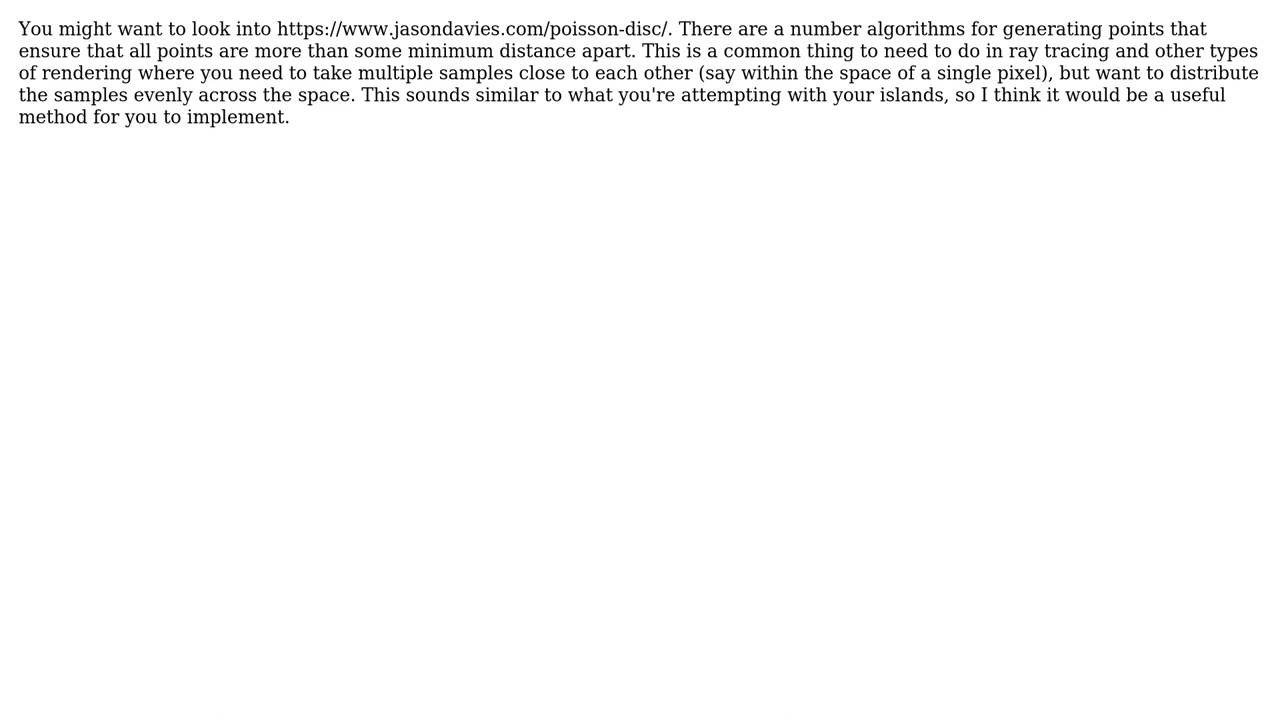 You might want to look into https://www.jasondavies.com/poisson-disc/. There are a number algorithms for generating points that
ensure that all points are more than some minimum distance apart. This is a common thing to need to do in ray tracing and other types
of rendering where you need to take multiple samples close to each other (say within the space of a single pixel), but want to distribute
the samples evenly across the space. This sounds similar to what you're attempting with your islands, so I think it would be a useful
method for you to implement.